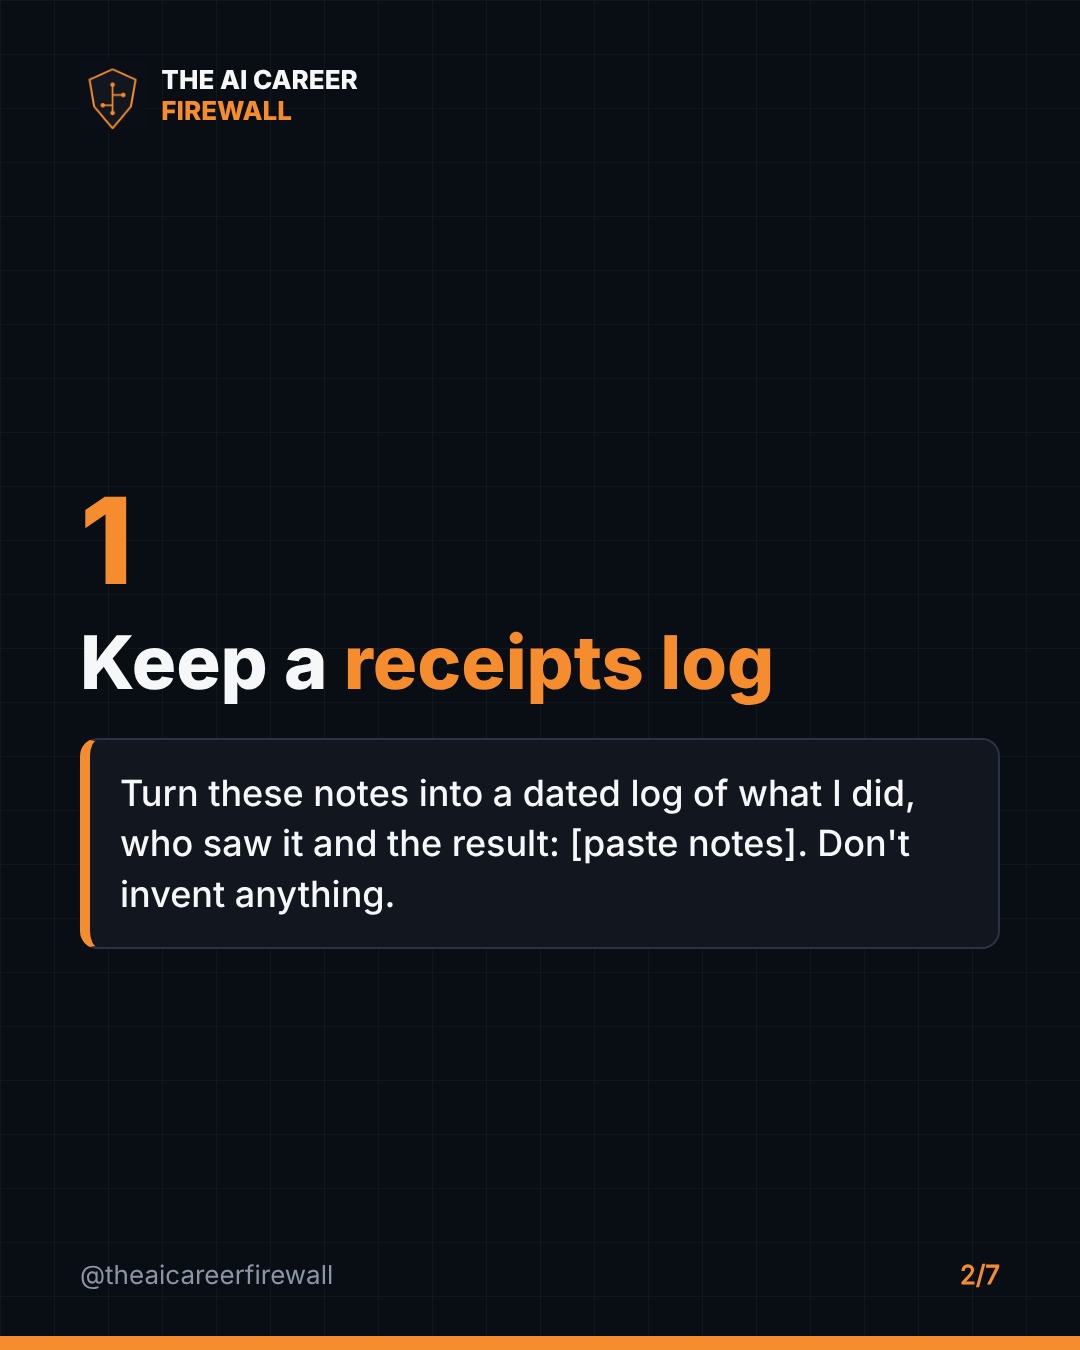 THE AI CAREER
FIREWALL
1
Keep a receipts log
Turn these notes into a dated log of what I did,
who saw it and the result: [paste notes]. Don't
invent anything.
@theaicareerfirewall
2/7